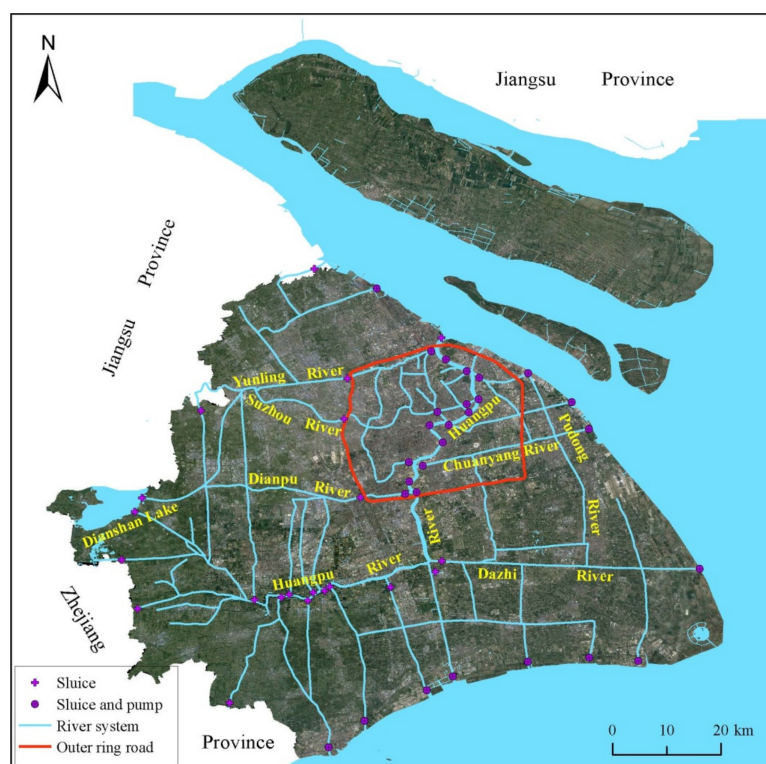 N
Jiangsu Province
Jiangsu Province
Yunling River
Suzhou River
Huangpu
Pudong
River
Chuanyang River
Dianpu River
Dianshan Lake
River
Huangpu River
Dazhi River
Zhejiang
Province
Sluice
Sluice and pump
River system
Outer ring road
0 10 20 km